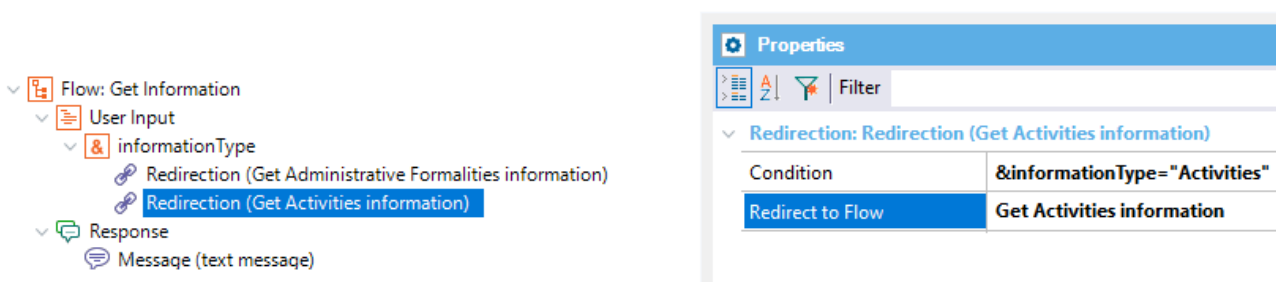 Flow: Get Information
User Input
& informationType
Redirection (Get Administrative Formalities information)
Redirection (Get Activities information)
Response
Message (text message)
Properties
A Z Filter
Redirection: Redirection (Get Activities information)
Condition &informationType="Activities"
Redirect to Flow Get Activities information